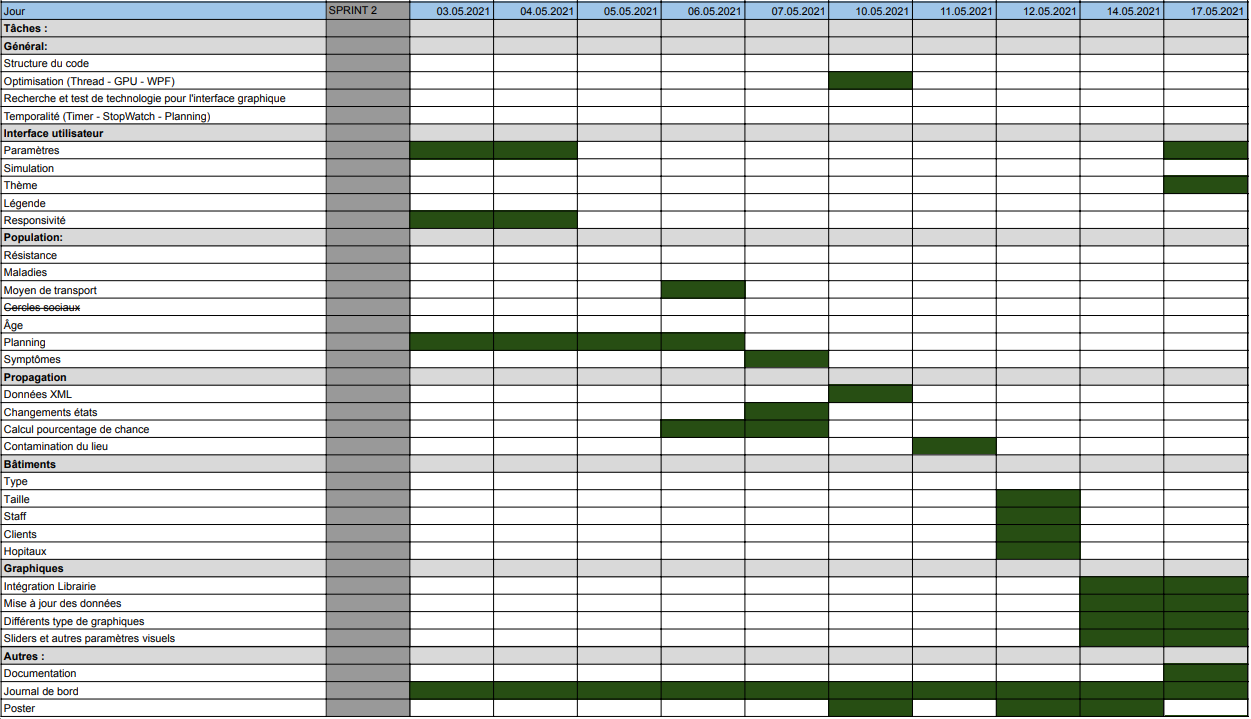 Jour SPRINT 2 03.05.2021 04.05.2021 05.05.2021 06.05.2021 07.05.2021 10.05.2021 11.05.2021 12.05.2021 14.05.2021 17.05.2021
Tâches :
Général:
Structure du code
Optimisation (Thread - GPU - WPF)
Recherche et test de technologie pour l'interface graphique
Temporalité (Timer - StopWatch - Planning)
Interface utilisateur
Paramètres
Simulation
Thème
Légende
Responsivité
Population:
Résistance
Maladies
Moyen de transport
Cercles sociaux
Âge
Planning
Symptômes
Propagation
Données XML
Changements états
Calcul pourcentage de chance
Contamination du lieu
Bâtiments
Type
Taille
Staff
Clients
Hopitaux
Graphiques
Intégration Librairie
Mise à jour des données
Différents type de graphiques
Sliders et autres paramètres visuels
Autres :
Documentation
Journal de bord
Poster